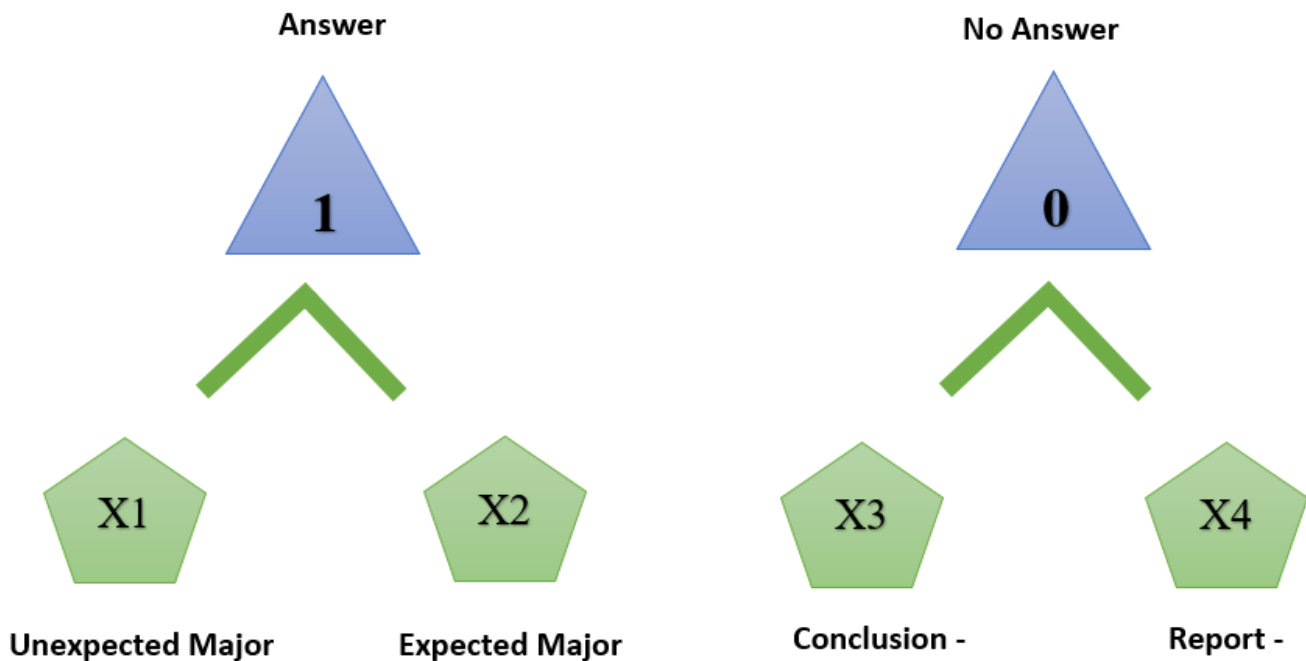 Answer
No Answer
1
0
X1
X2
X3
X4
Unexpected Major
Expected Major
Conclusion -
Report -